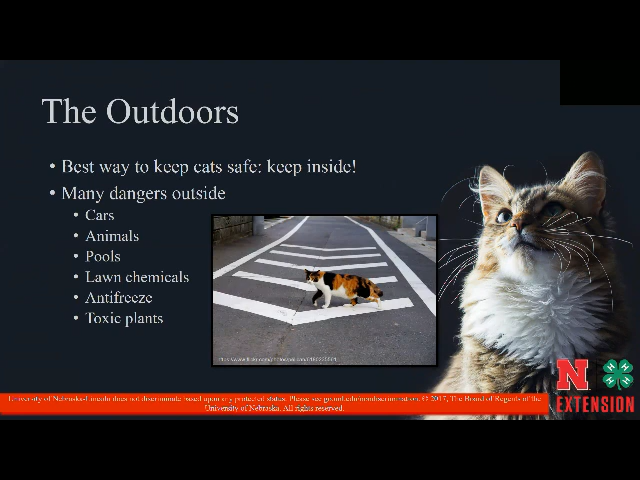 The Outdoors
• Best way to keep cats safe: keep inside!
• Many dangers outside
• Cars
• Animals
• Pools
• Lawn chemicals
• Antifreeze
• Toxic plants
University of Nebraska-Lincoln does not discriminate based upon any protected status. Please see go.unl.edu/nondiscrimination. © 2017, The Board of Regents of the
University of Nebraska. All rights reserved.
N
H H H H
EXTENSION